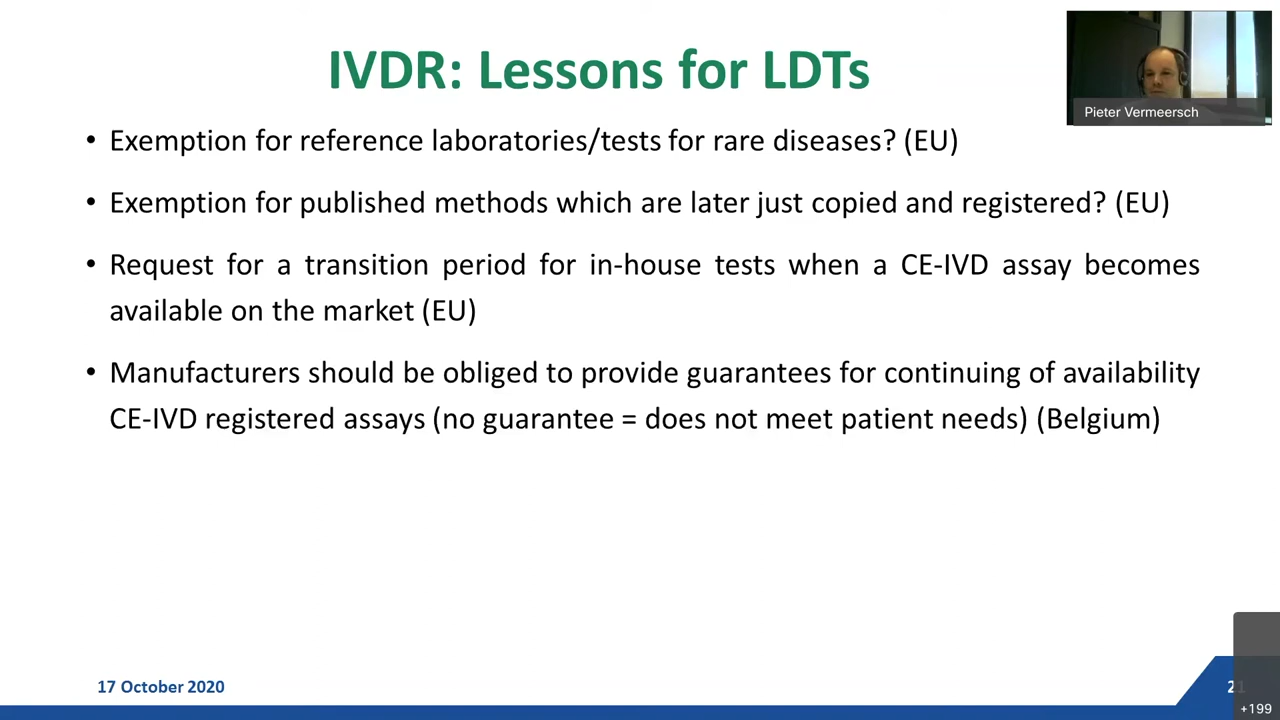 IVDR: Lessons for LDTs
Pieter Vermeersch
• Exemption for reference laboratories/tests for rare diseases? (EU)
• Exemption for published methods which are later just copied and registered? (EU)
• Request for a transition period for in-house tests when a CE-IVD assay becomes
available on the market (EU)
• Manufacturers should be obliged to provide guarantees for continuing of availability
CE-IVD registered assays (no guarantee = does not meet patient needs) (Belgium)
17 October 2020
21
+199